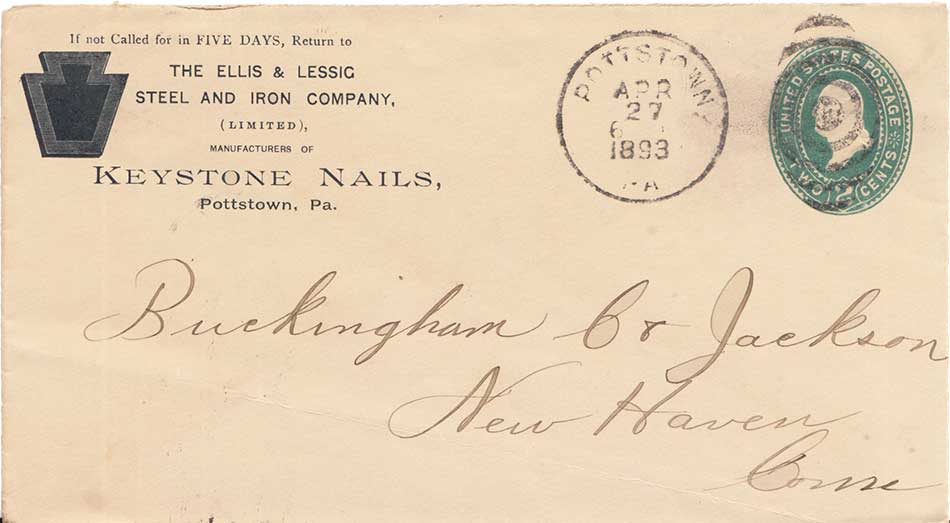 If not Called for in FIVE DAYS, Return to
THE ELLIS & LESSIG
STEEL AND IRON COMPANY,
(LIMITED),
MANUFACTURERS OF
KEYSTONE NAILS,
Pottstown, Pa.
POTTSTOWN
APR
27
6
1893
PA
UNITED STATES POSTAGE
TWO 2 CENTS
Buckingham C & Jackson
New Haven
Conn